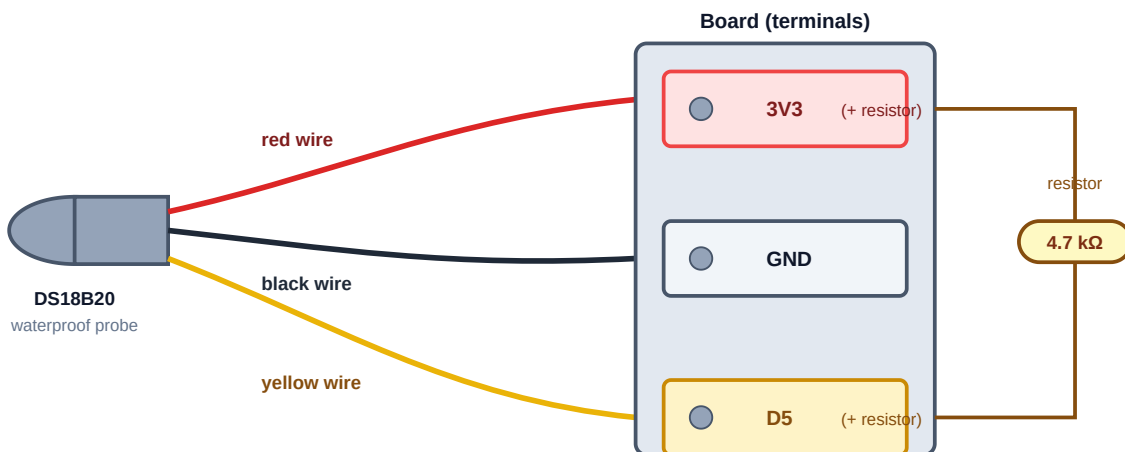 Board (terminals)
3V3 (+ resistor)
red wire
resistor
4.7 kΩ
GND
black wire
DS18B20
waterproof probe
yellow wire
D5 (+ resistor)